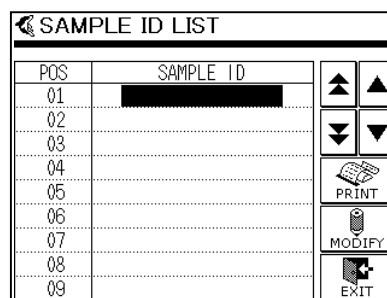 SAMPLE ID LIST
POS SAMPLE ID
01
02
03
04
05
06
07
08
09
PRINT
MODIFY
EXIT